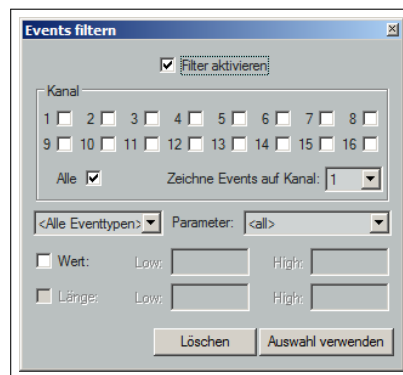 Events filtern
Filter aktivieren
Kanal
1 2 3 4 5 6 7 8
9 10 11 12 13 14 15 16
Alle Zeichne Events auf Kanal: 1
<Alle Eventtypen> Parameter: <all>
Wert: Low: High:
Länge: Low: High:
Löschen Auswahl verwenden